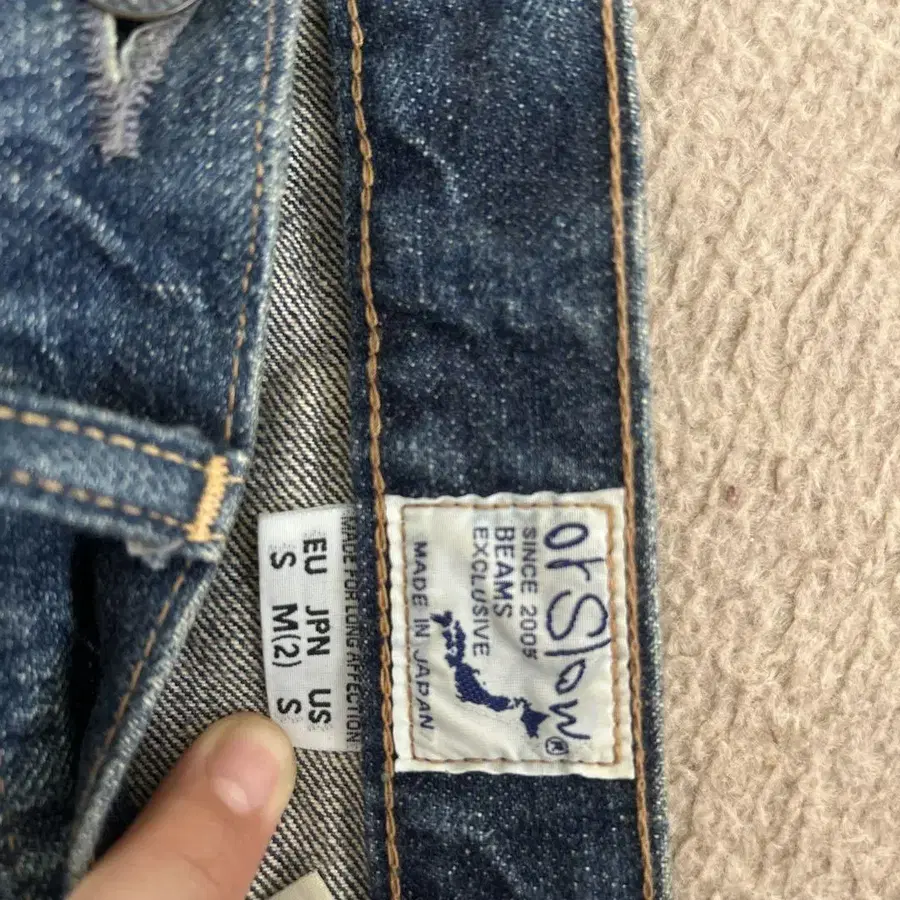 orSlow®
SINCE 2005
BEAMS
EXCLUSIVE
MADE IN JAPAN
MADE FOR LONG AFFECTION
EU JPN US
S M(2) S